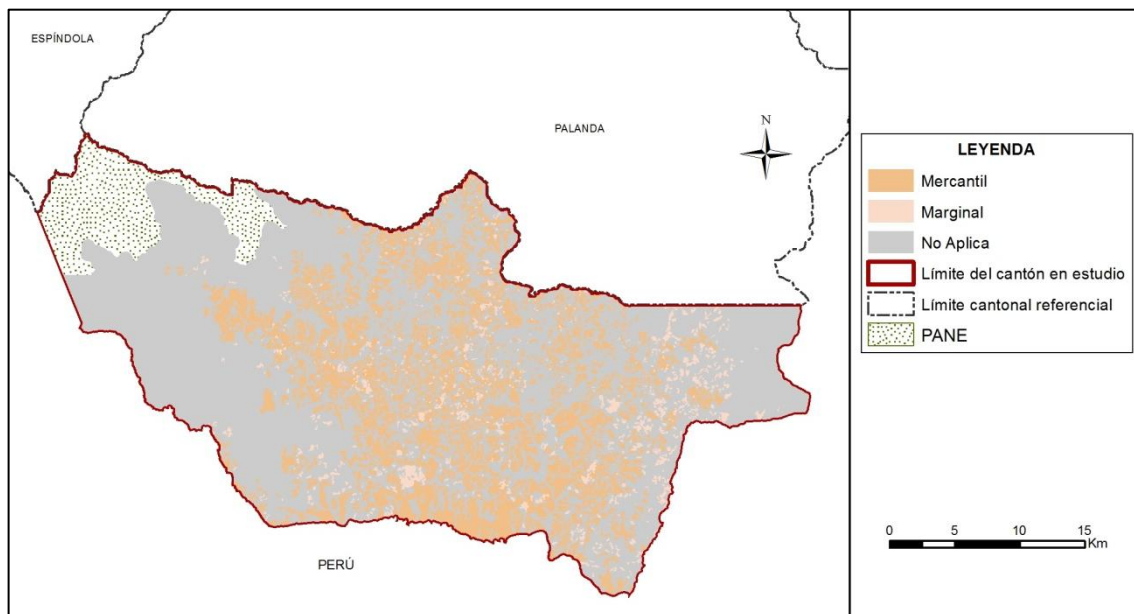 ESPÍNDOLA
PALANDA
N
PERÚ
LEYENDA
Mercantil
Marginal
No Aplica
Límite del cantón en estudio
Límite cantonal referencial
PANE
0 5 10 15
Km